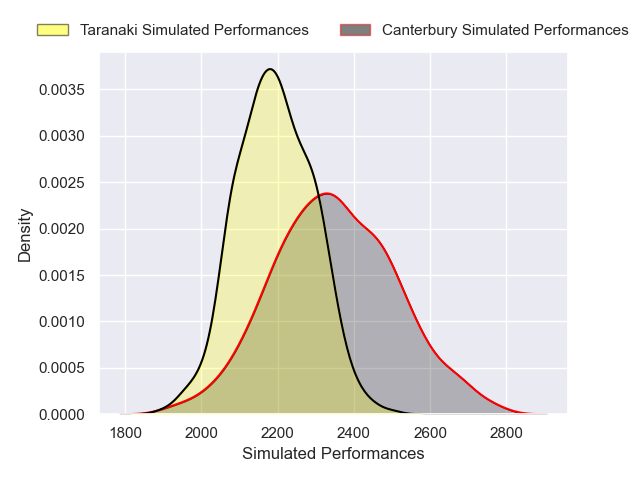 Taranaki Simulated Performances
Canterbury Simulated Performances
0.0035
0.0030
0.0025
0.0020
0.0015
0.0010
0.0005
0.0000
Density
1800 2000 2200 2400 2600 2800
Simulated Performances